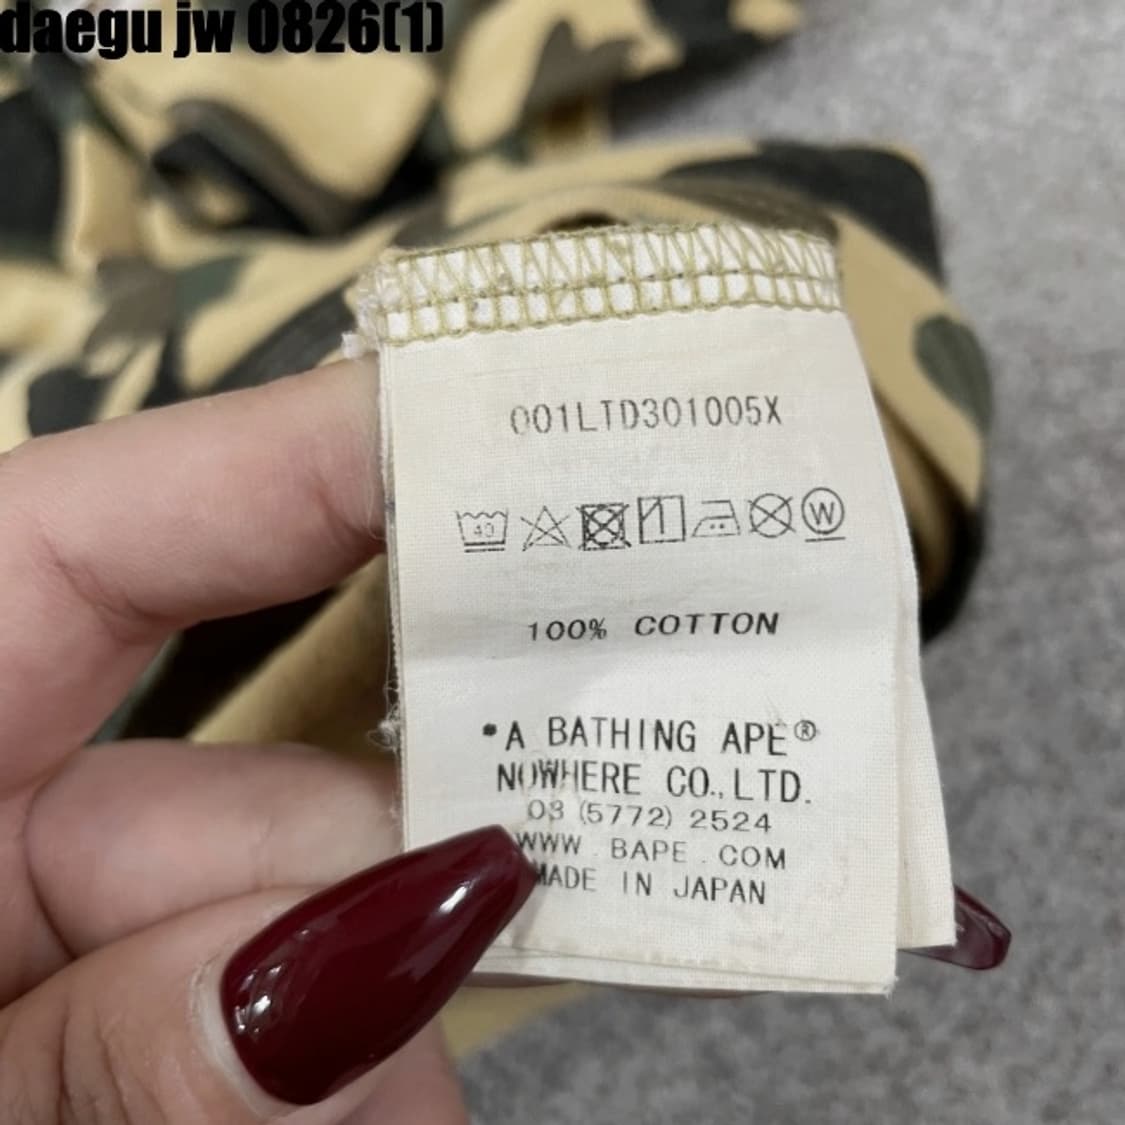 daegu jw 0826(1)
001LTD301005X
40
W
100% COTTON
*A BATHING APE®
NOWHERE CO.,LTD.
03 (5772) 2524
WWW . BAPE . COM
MADE IN JAPAN